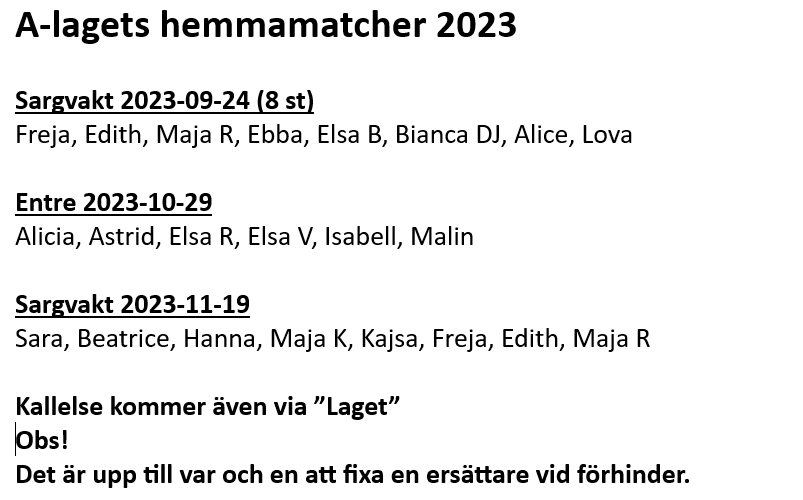 A-lagets hemmamatcher 2023
Sargvakt 2023-09-24 (8 st)
Freja, Edith, Maja R, Ebba, Elsa B, Bianca DJ, Alice, Lova
Entre 2023-10-29
Alicia, Astrid, Elsa R, Elsa V, Isabell, Malin
Sargvakt 2023-11-19
Sara, Beatrice, Hanna, Maja K, Kajsa, Freja, Edith, Maja R
Kallelse kommer även via ”Laget”
Obs!
Det är upp till var och en att fixa en ersättare vid förhinder.